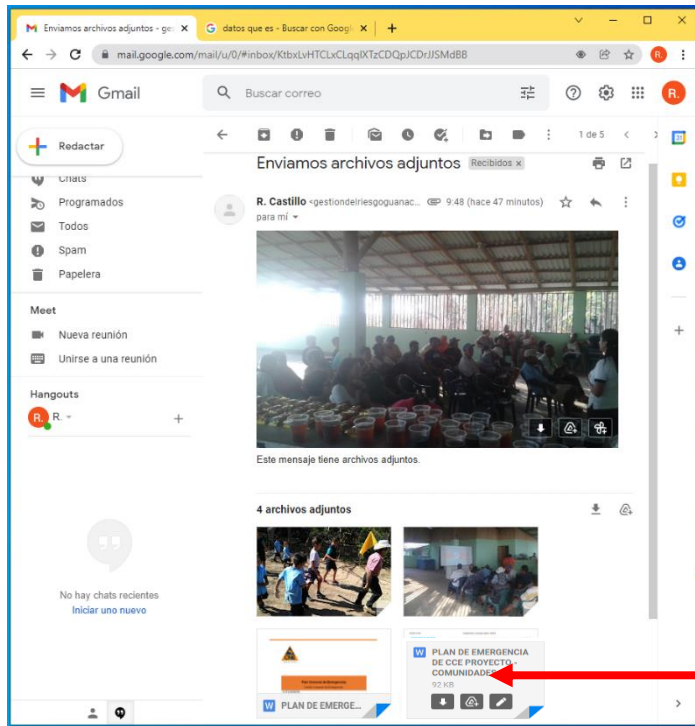 Enviamos archivos adjuntos - ge
datos que es - Buscar con Googl
mail.google.com/mail/u/0/#inbox/KtbxLvHTCLxCLqqlXTzCDQpJCDrJJSMdBB
R.
Gmail
Buscar correo
R.
Redactar
1 de 5
31
Enviamos archivos adjuntos Recibidos x
Chats
Programados
Todos
Spam
Papelera
R. Castillo <gestiondelriesgoguanac... 9:48 (hace 47 minutos)
para mí
Meet
Nueva reunión
Unirse a una reunión
Hangouts
R. R.
Este mensaje tiene archivos adjuntos.
4 archivos adjuntos
No hay chats recientes
Iniciar uno nuevo
W PLAN DE EMERGE...
W PLAN DE EMERGENCIA
DE CCE PROYECTO -
COMUNIDADES
92 KB